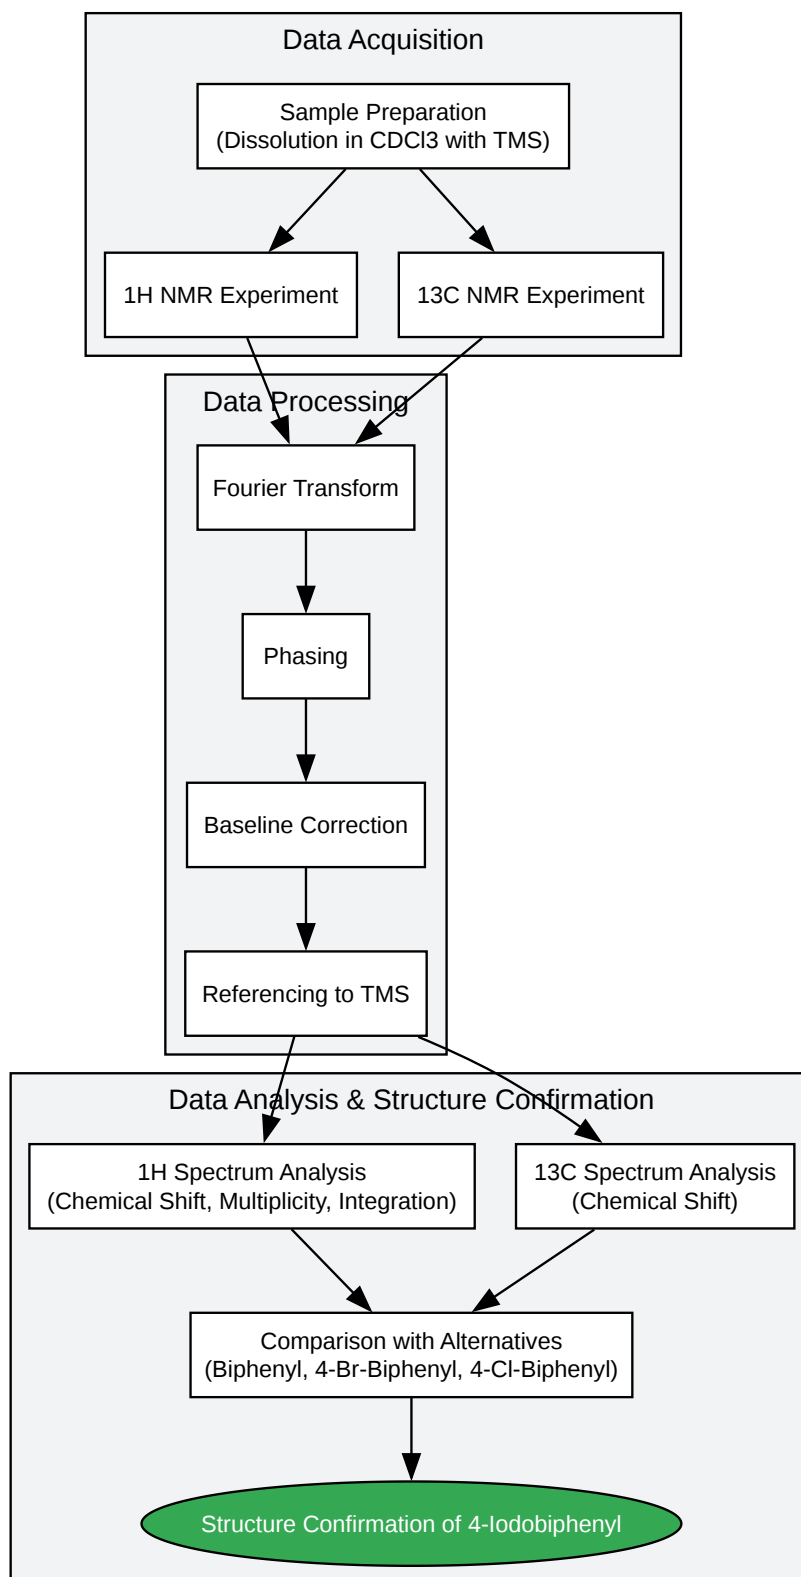 Data Acquisition
Sample Preparation
(Dissolution in CDCl3 with TMS)
1H NMR Experiment
13C NMR Experiment
Data Processing
Fourier Transform
Phasing
Baseline Correction
Referencing to TMS
Data Analysis & Structure Confirmation
1H Spectrum Analysis
(Chemical Shift, Multiplicity, Integration)
13C Spectrum Analysis
(Chemical Shift)
Comparison with Alternatives
(Biphenyl, 4-Br-Biphenyl, 4-Cl-Biphenyl)
Structure Confirmation of 4-Iodobiphenyl